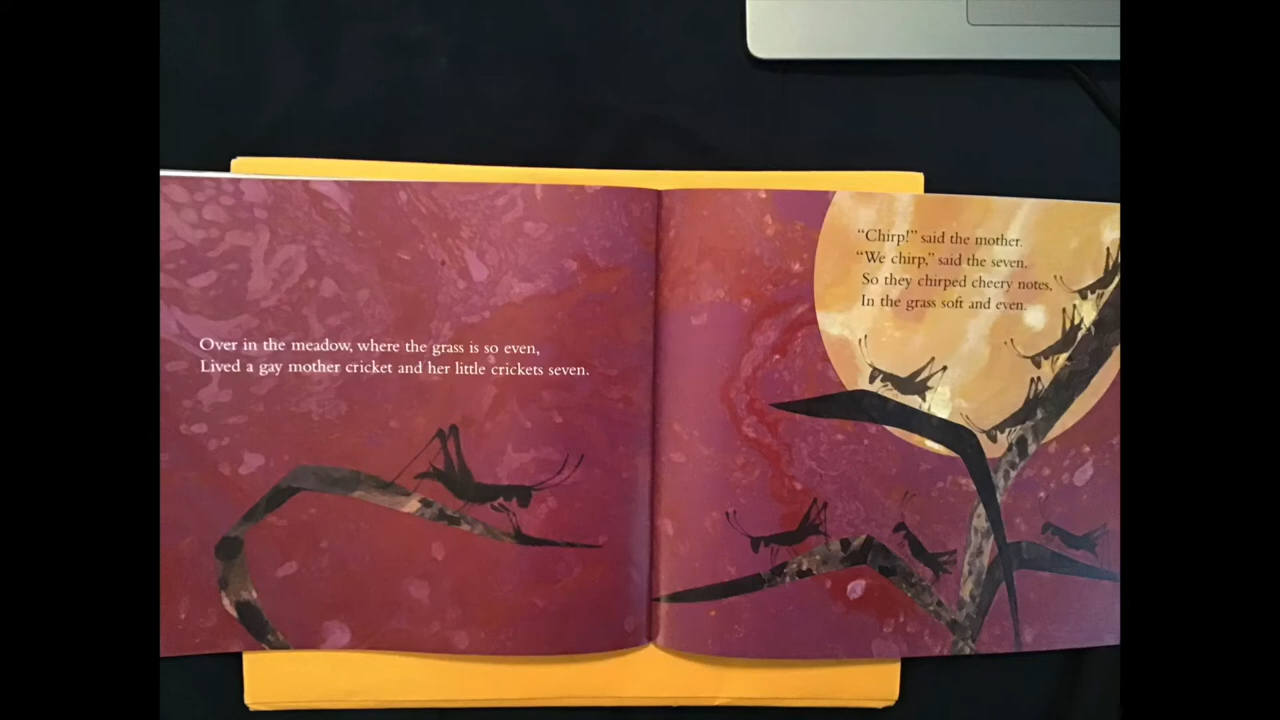 Over in the meadow, where the grass is so even,
Lived a gay mother cricket and her little crickets seven.
“Chirp!” said the mother.
“We chirp,” said the seven.
So they chirped cheery notes,
In the grass soft and even.